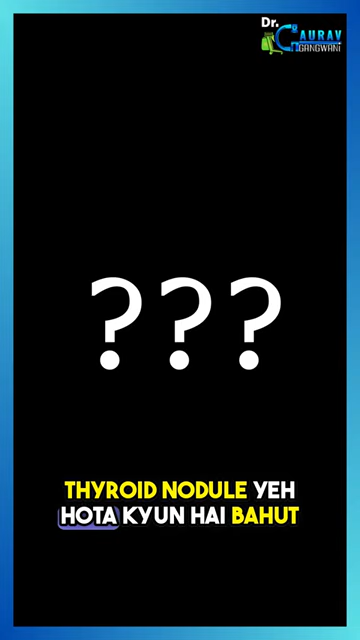 Dr.
GAURAV
GANGWANI
???
THYROID NODULE YEH
HOTA KYUN HAI BAHUT